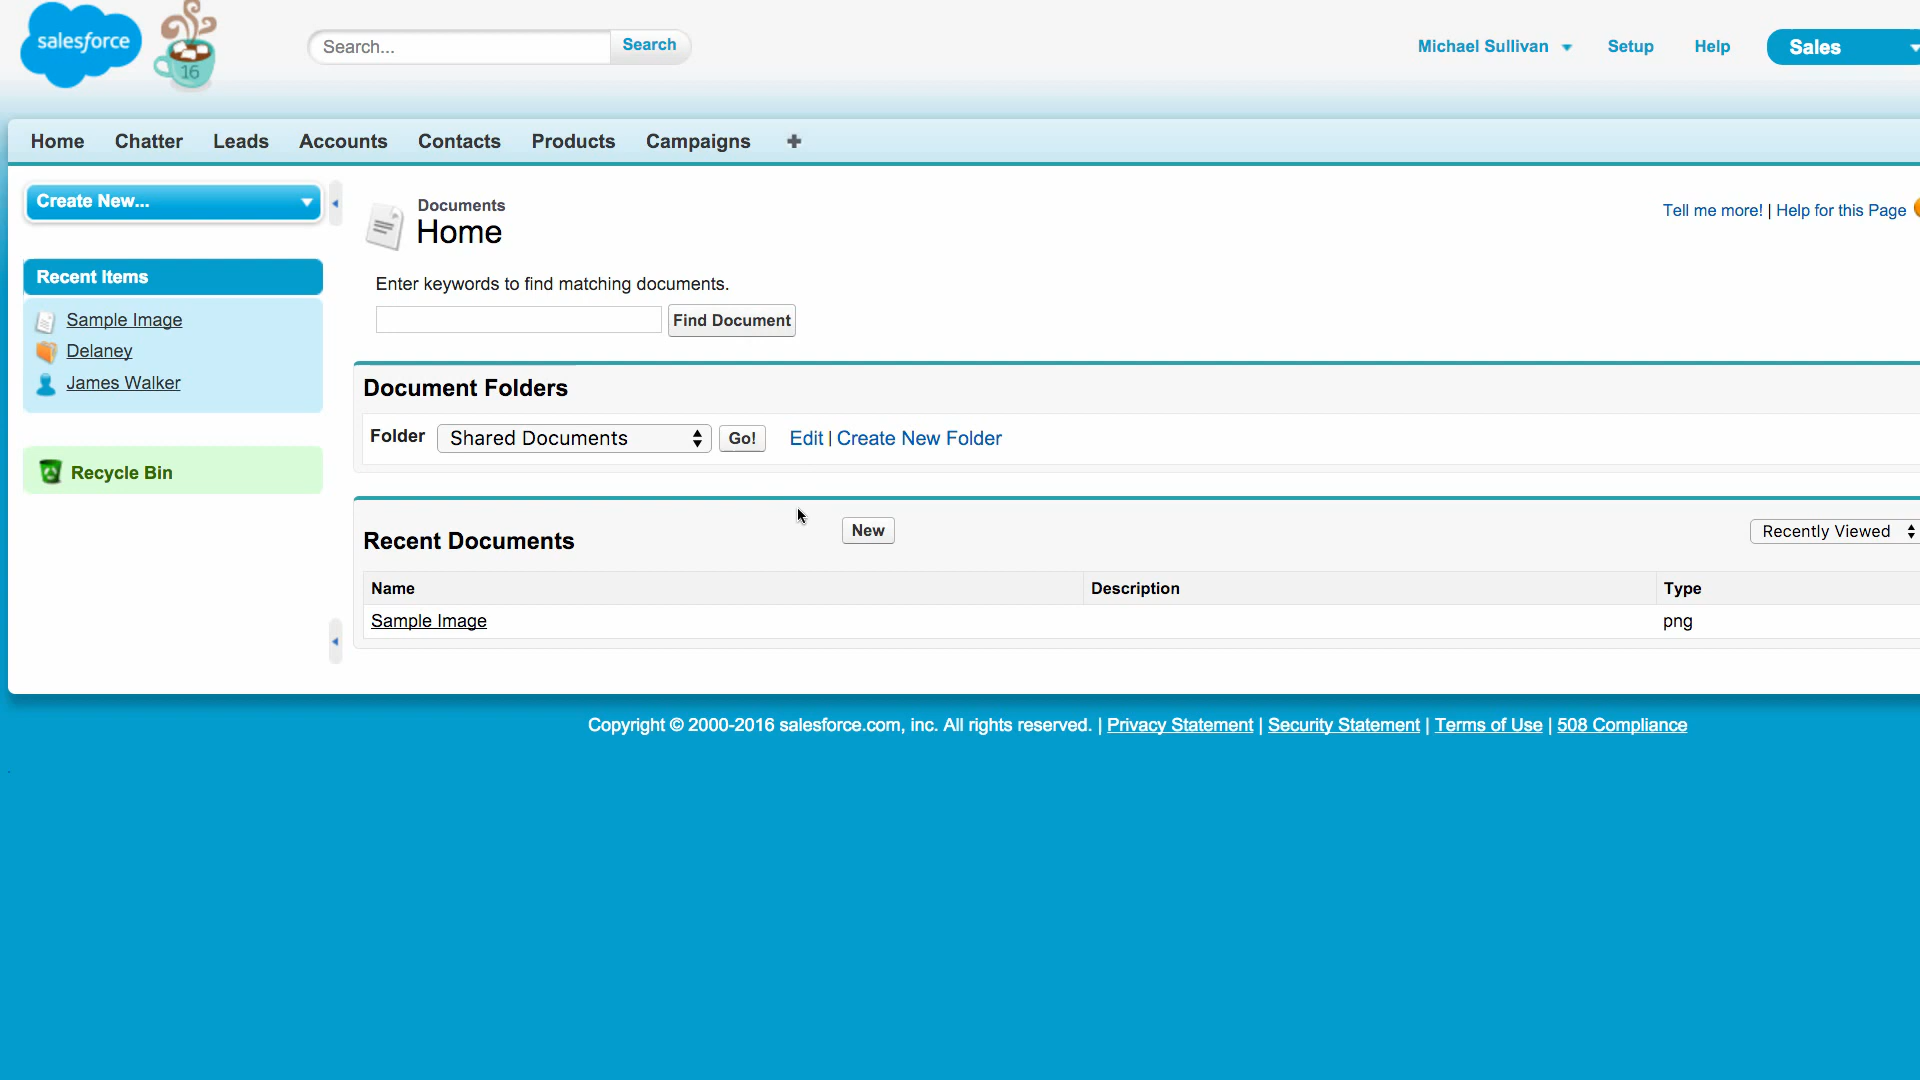 salesforce
16
Search...
Search
Michael Sullivan
Setup
Help
Sales
Home
Chatter
Leads
Accounts
Contacts
Products
Campaigns
Create New...
Documents
Home
Tell me more! | Help for this Page
Recent Items
Sample Image
Delaney
James Walker
Recycle Bin
Enter keywords to find matching documents.
Find Document
Document Folders
Folder Shared Documents Go! Edit | Create New Folder
Recent Documents
New
Recently Viewed
Name Description Type
Sample Image png
Copyright © 2000-2016 salesforce.com, inc. All rights reserved. | Privacy Statement | Security Statement | Terms of Use | 508 Compliance